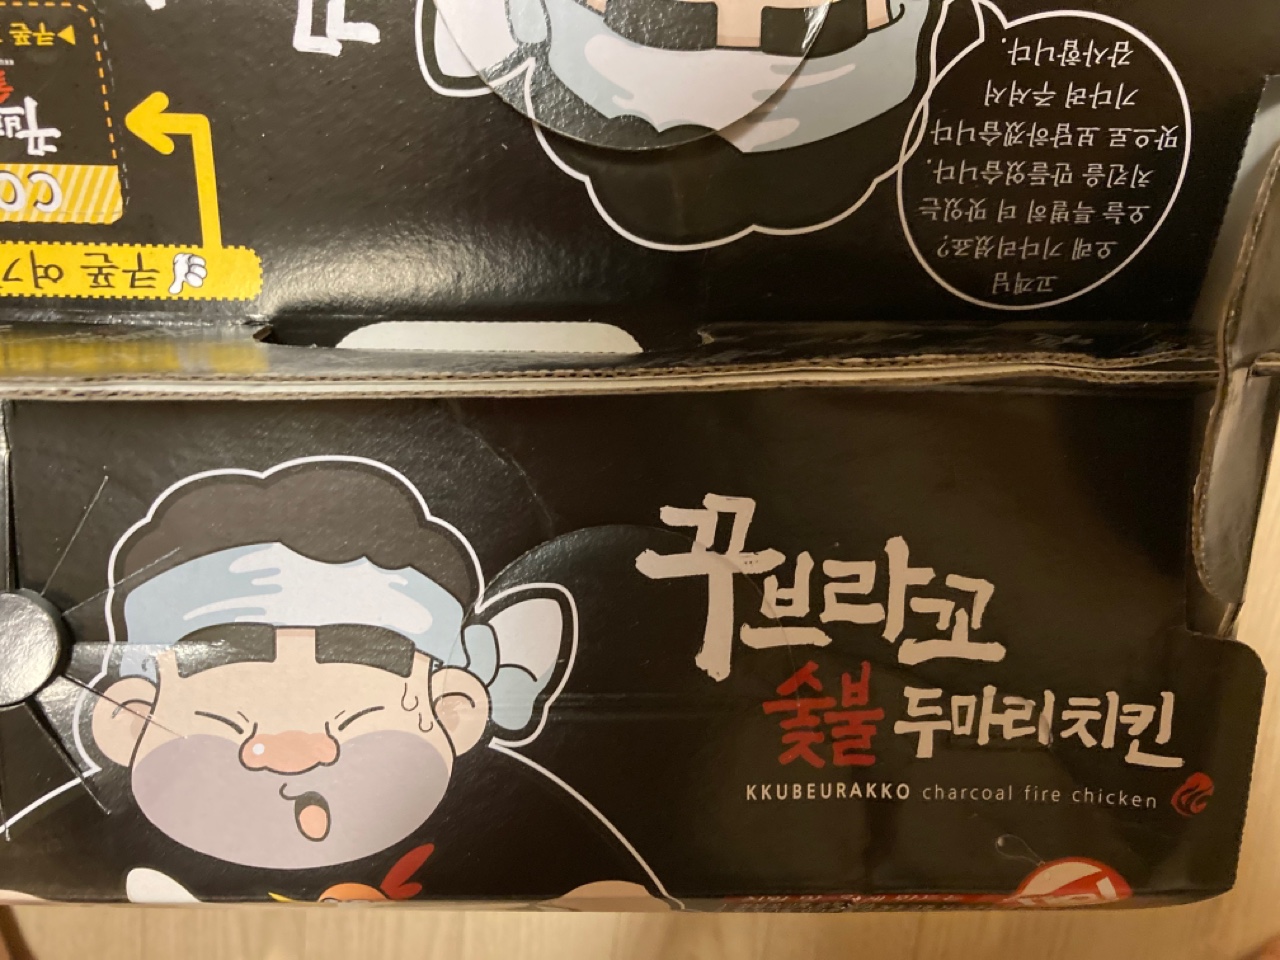 고객님
오래 기다리셨죠?
오늘 특별히 더 맛있는
치킨을 만들었습니다.
맛으로 보답하겠습니다
기다려 주셔서
감사합니다.
쿠폰
CO
꾸브라꼬
숯불 두마리치킨
KKUBEURAKKO charcoal fire chicken